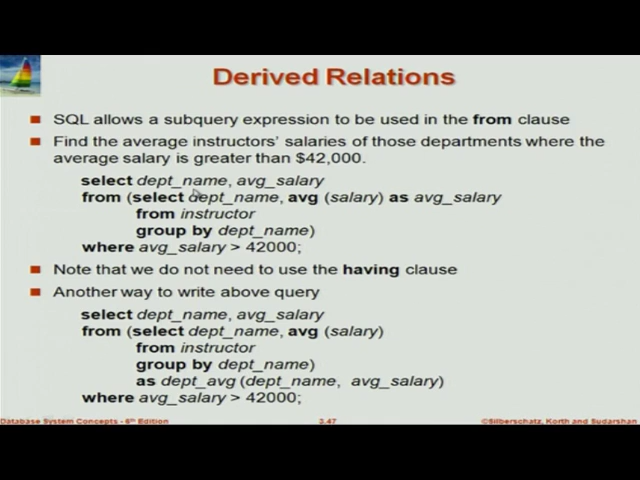 Derived Relations
SQL allows a subquery expression to be used in the from clause
Find the average instructors' salaries of those departments where the
average salary is greater than $42,000.
select dept_name, avg_salary
from (select dept_name, avg (salary) as avg_salary
from instructor
group by dept_name)
where avg_salary > 42000;
Note that we do not need to use the having clause
Another way to write above query
select dept_name, avg_salary
from (select dept_name, avg (salary)
from instructor
group by dept_name)
as dept_avg (dept_name, avg_salary)
where avg_salary > 42000;
Database System Concepts - 6th Edition
3.47
©Silberschatz, Korth and Sudarshan